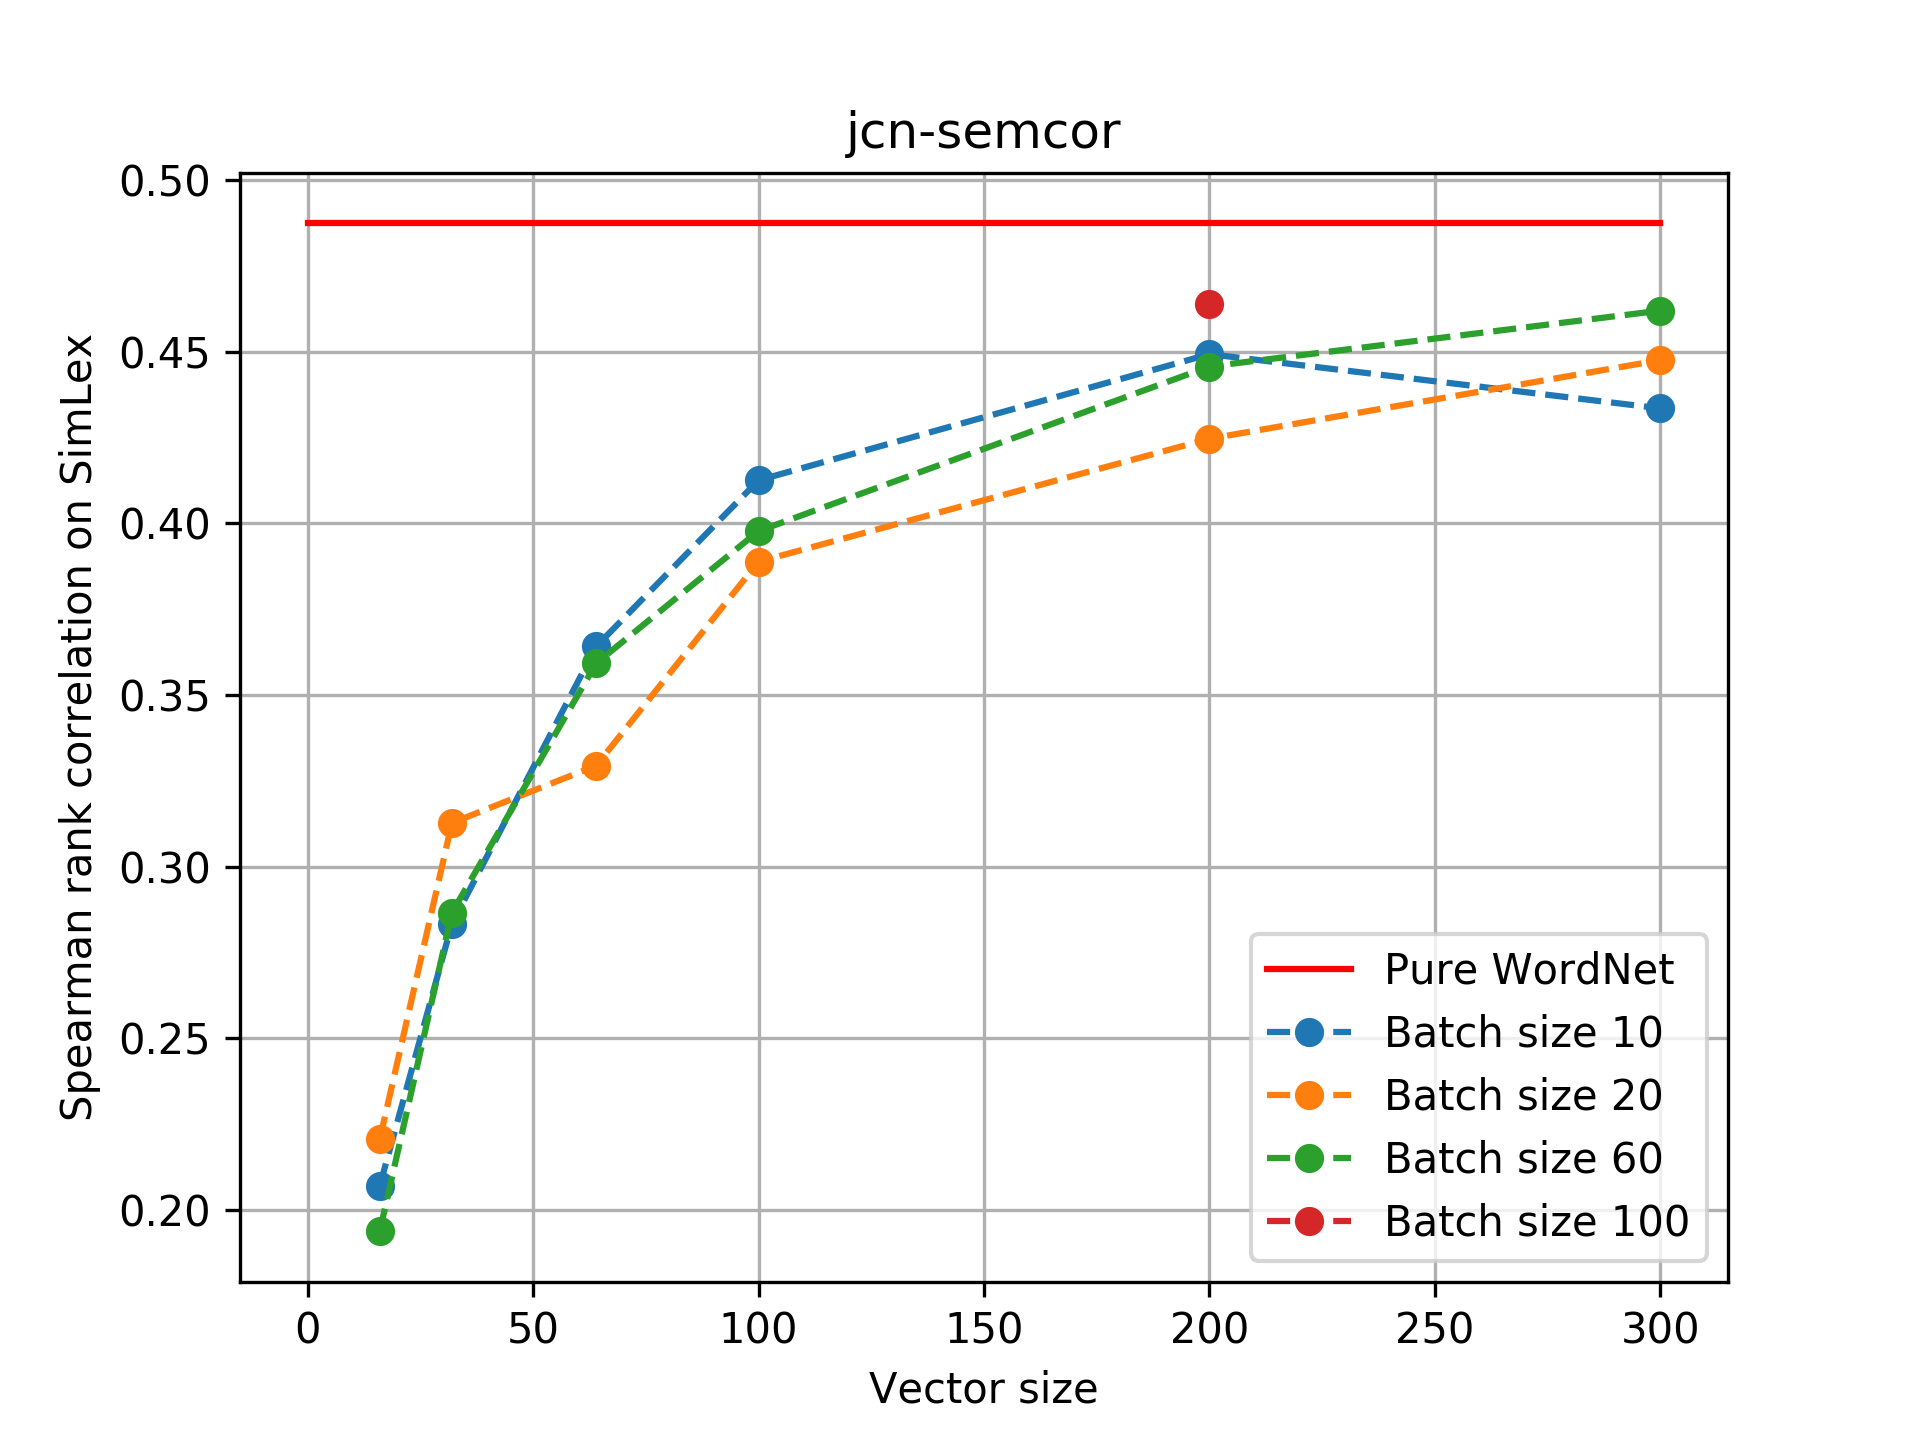 jcn-semcor
0.50
0.45
0.40
0.35
0.30
0.25
0.20
Spearman rank correlation on SimLex
0 50 100 150 200 250 300
Vector size
Pure WordNet
Batch size 10
Batch size 20
Batch size 60
Batch size 100